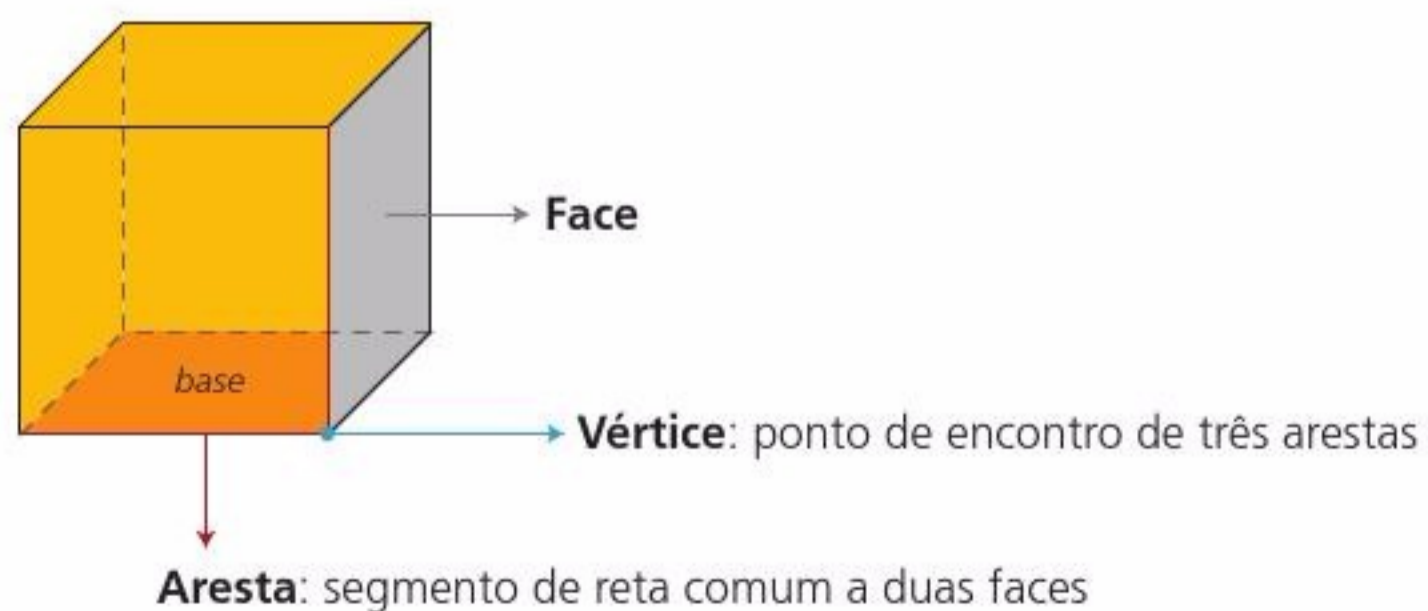 Face
base
Vértice: ponto de encontro de três arestas
Aresta: segmento de reta comum a duas faces